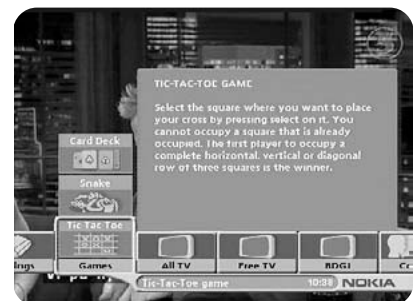 TIC-TAC-TOE GAME
Select the square where you want to place
your cross by pressing select on it. You
cannot occupy a square that is already
occupied. The first player to occupy a
complete horizontal, vertical or diagonal
row of three squares is the winner.
Card Deck
Snake
Tic Tac Toe
ings
Games
All TV
Free TV
BDGL
Tic-Tac-Toe game
10:38
NOKIA